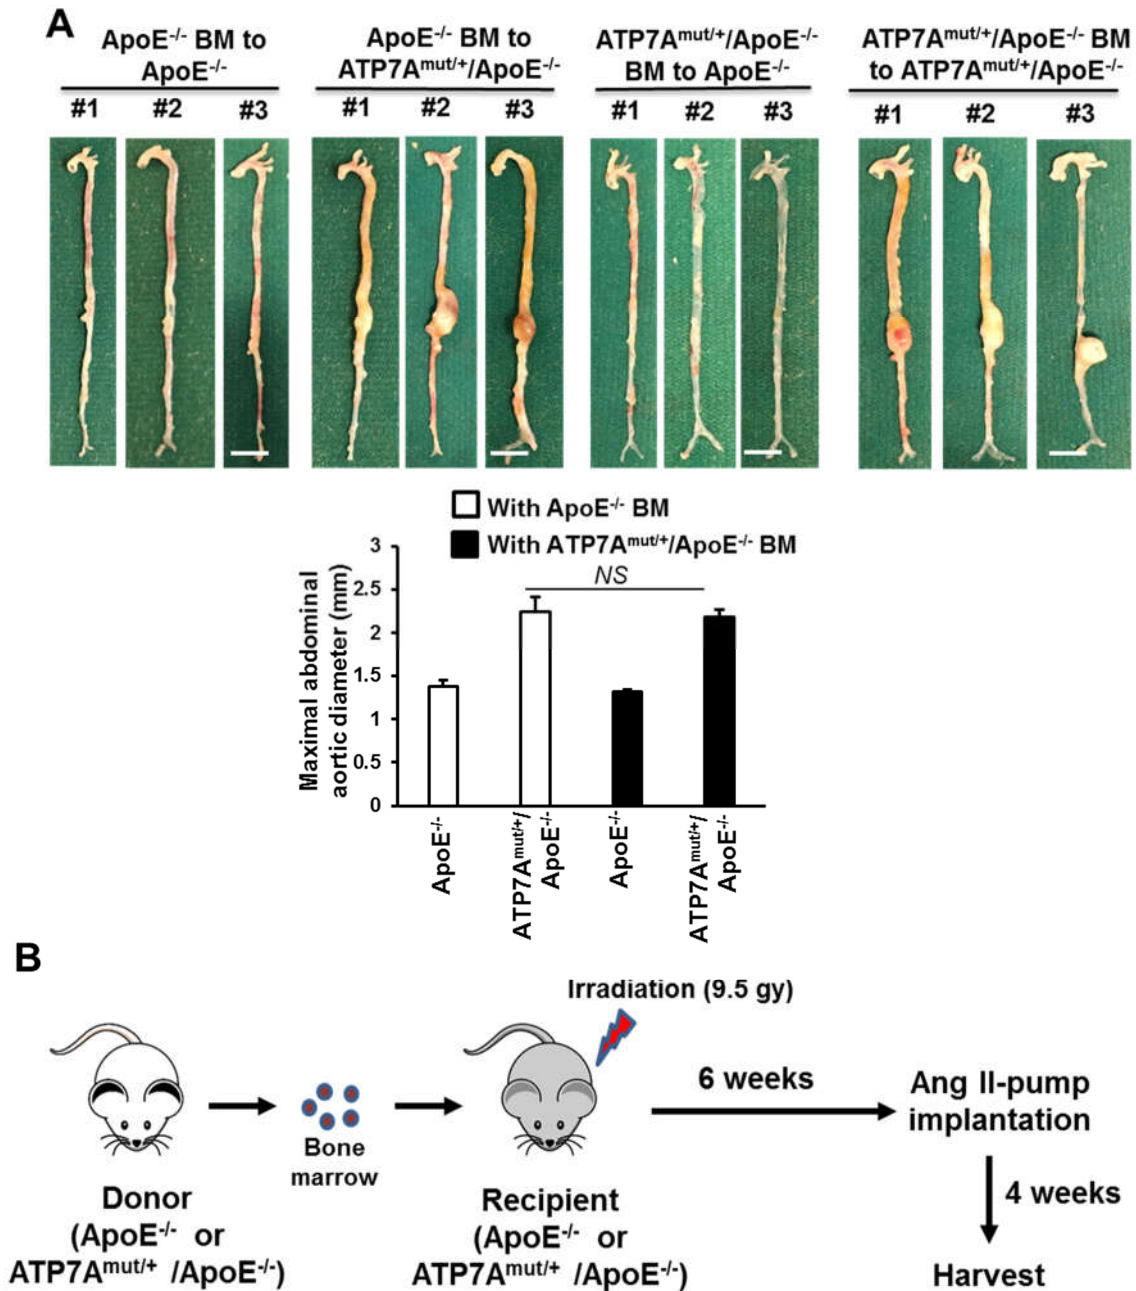 A
ApoE⁻/⁻ BM to
ApoE⁻/⁻
#1 #2 #3
ApoE⁻/⁻ BM to
ATP7Aᵐᵘᵗ/⁺/ApoE⁻/⁻
#1 #2 #3
ATP7Aᵐᵘᵗ/⁺/ApoE⁻/⁻
BM to ApoE⁻/⁻
#1 #2 #3
ATP7Aᵐᵘᵗ/⁺/ApoE⁻/⁻ BM
to ATP7Aᵐᵘᵗ/⁺/ApoE⁻/⁻
#1 #2 #3
With ApoE⁻/⁻ BM
With ATP7Aᵐᵘᵗ/⁺/ApoE⁻/⁻ BM
Maximal abdominal
aortic diameter (mm)
3
2.5
2
1.5
1
0.5
0
NS
ApoE⁻/⁻
ATP7Aᵐᵘᵗ/⁺/
ApoE⁻/⁻
ApoE⁻/⁻
ATP7Aᵐᵘᵗ/⁺/
ApoE⁻/⁻
B
Irradiation (9.5 gy)
Bone
marrow
6 weeks
Ang II-pump
implantation
4 weeks
Harvest
Donor
(ApoE⁻/⁻ or
ATP7Aᵐᵘᵗ/⁺ /ApoE⁻/⁻)
Recipient
(ApoE⁻/⁻ or
ATP7Aᵐᵘᵗ/⁺ /ApoE⁻/⁻)